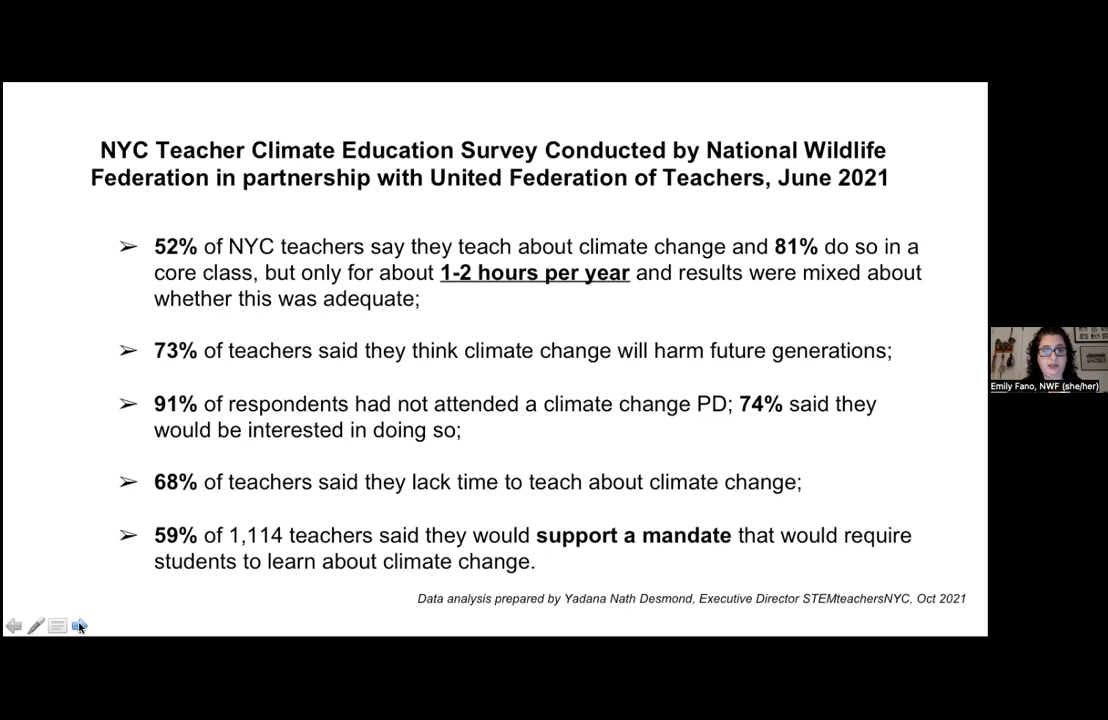 NYC Teacher Climate Education Survey Conducted by National Wildlife
Federation in partnership with United Federation of Teachers, June 2021
➢ 52% of NYC teachers say they teach about climate change and 81% do so in a
core class, but only for about 1-2 hours per year and results were mixed about
whether this was adequate;
➢ 73% of teachers said they think climate change will harm future generations;
➢ 91% of respondents had not attended a climate change PD; 74% said they
would be interested in doing so;
➢ 68% of teachers said they lack time to teach about climate change;
➢ 59% of 1,114 teachers said they would support a mandate that would require
students to learn about climate change.
Data analysis prepared by Yadana Nath Desmond, Executive Director STEMteachersNYC, Oct 2021
Emily Fano, NWF (she/her)